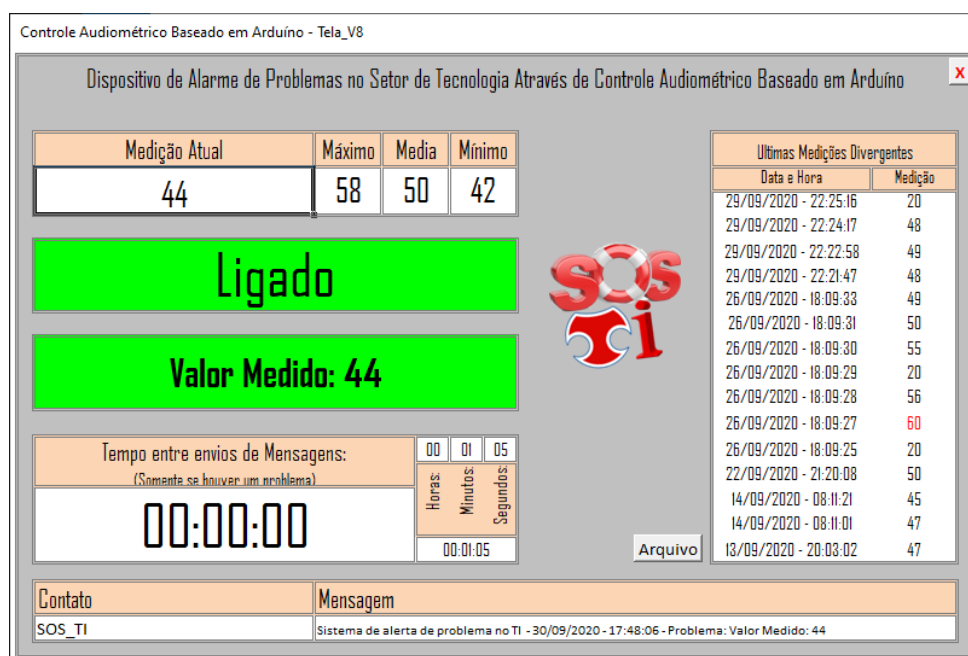 Controle Audiométrico Baseado em Arduíno - Tela_V8
Dispositivo de Alarme de Problemas no Setor de Tecnologia Através de Controle Audiométrico Baseado em Arduíno
X
Medição Atual Máximo Media Mínimo
44 58 50 42
Ligado
Valor Medido: 44
Tempo entre envios de Mensagens:
(Somente se houver um problema)
00:00:00
00 01 05
Horas: Minutos: Segundos:
00:01:05
SOS
Ti
Ultimas Medições Divergentes
Data e Hora Medição
29/09/2020 - 22:25:16 20
29/09/2020 - 22:24:17 48
29/09/2020 - 22:22:58 49
29/09/2020 - 22:21:47 48
26/09/2020 - 18:09:33 49
26/09/2020 - 18:09:31 50
26/09/2020 - 18:09:30 55
26/09/2020 - 18:09:29 20
26/09/2020 - 18:09:28 56
26/09/2020 - 18:09:27 60
26/09/2020 - 18:09:25 20
22/09/2020 - 21:20:08 50
14/09/2020 - 08:11:21 45
14/09/2020 - 08:11:01 47
13/09/2020 - 20:03:02 47
Arquivo
Contato Mensagem
SOS_TI Sistema de alerta de problema no TI - 30/09/2020 - 17:48:06 - Problema: Valor Medido: 44